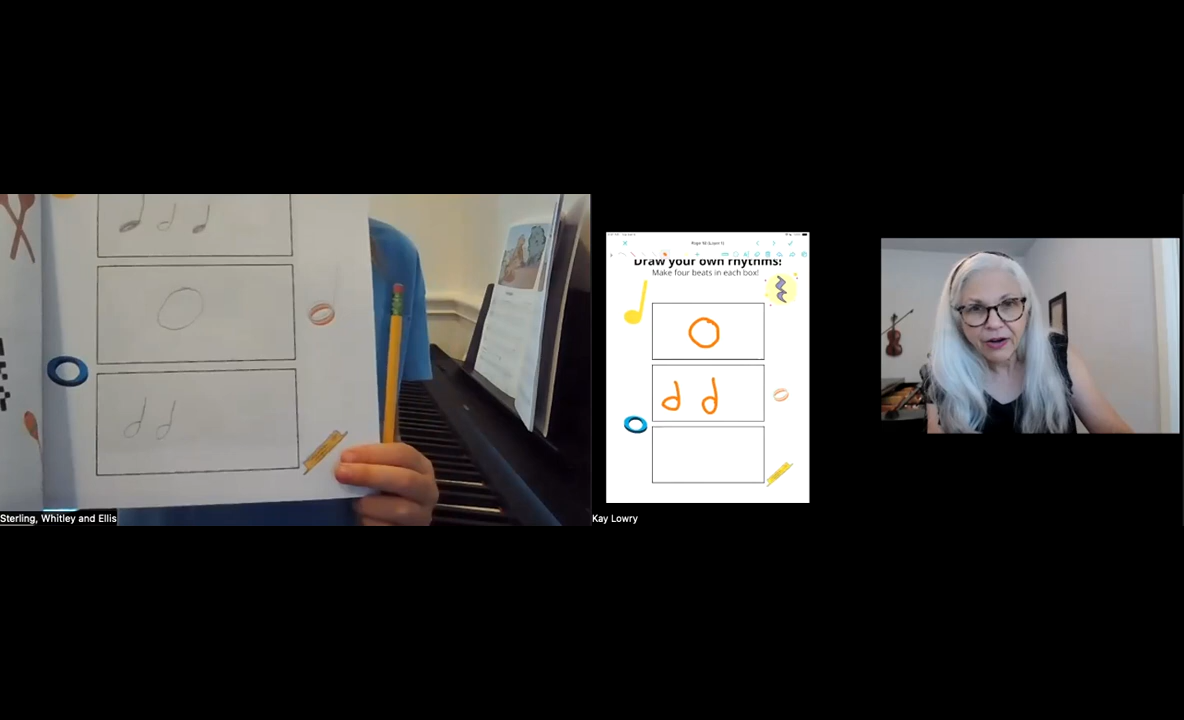 Draw your own rhythms!
Make four beats in each box!
Sterling, Whitley and Ellis
Kay Lowry